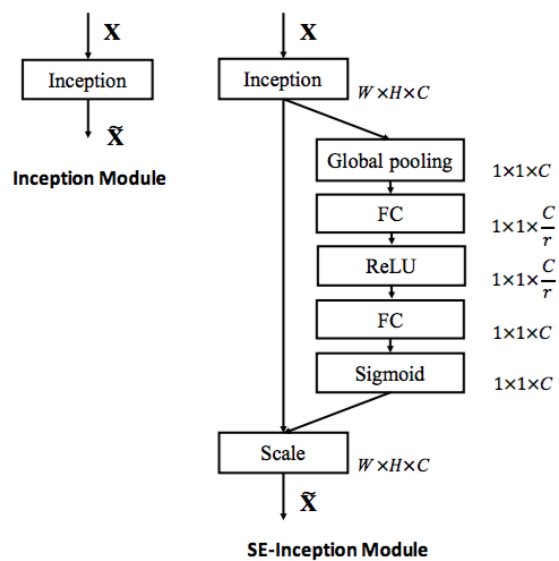 X
Inception
X̃
Inception Module
X
Inception
W×H×C
Global pooling
1×1×C
FC
1×1×C/r
ReLU
1×1×C/r
FC
1×1×C
Sigmoid
1×1×C
Scale
W×H×C
X̃
SE-Inception Module